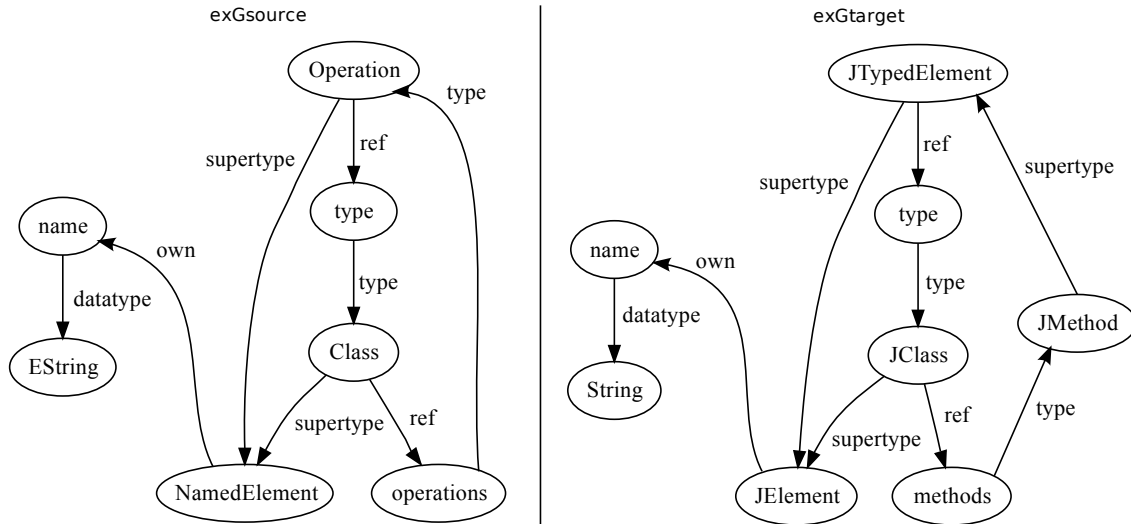 exGsource
Operation
type
supertype
ref
type
name
own
type
datatype
EString
Class
supertype
ref
NamedElement
operations
exGtarget
JTypedElement
ref
supertype
supertype
type
name
own
type
datatype
JMethod
String
JClass
type
ref
supertype
JElement
methods